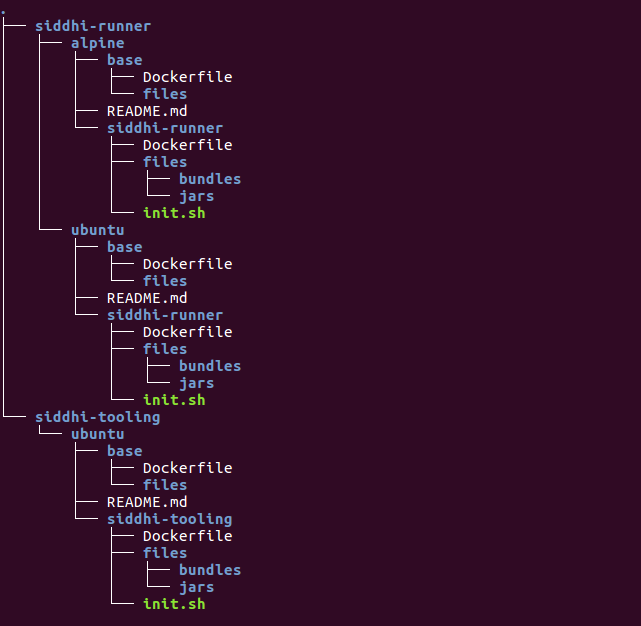 .
├── siddhi-runner
│   ├── alpine
│   │   ├── base
│   │   │   ├── Dockerfile
│   │   │   └── files
│   │   ├── README.md
│   │   └── siddhi-runner
│   │       ├── Dockerfile
│   │       ├── files
│   │       │   ├── bundles
│   │       │   └── jars
│   │       └── init.sh
│   └── ubuntu
│       ├── base
│       │   ├── Dockerfile
│       │   └── files
│       ├── README.md
│       └── siddhi-runner
│           ├── Dockerfile
│           ├── files
│           │   ├── bundles
│           │   └── jars
│           └── init.sh
└── siddhi-tooling
    └── ubuntu
        ├── base
        │   ├── Dockerfile
        │   └── files
        ├── README.md
        └── siddhi-tooling
            ├── Dockerfile
            ├── files
            │   ├── bundles
            │   └── jars
            └── init.sh